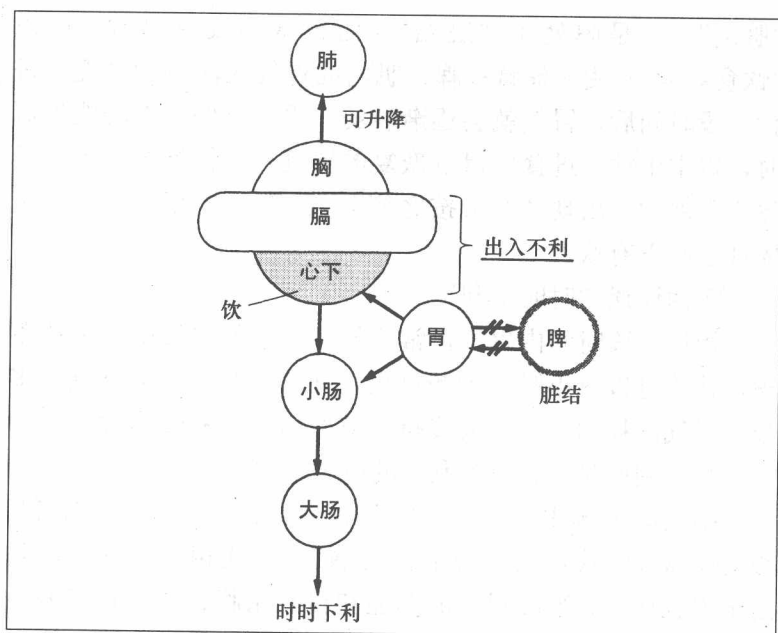 肺
可升降
胸
膈
出入不利
心下
饮
胃
脾
小肠
脏结
大肠
时时下利